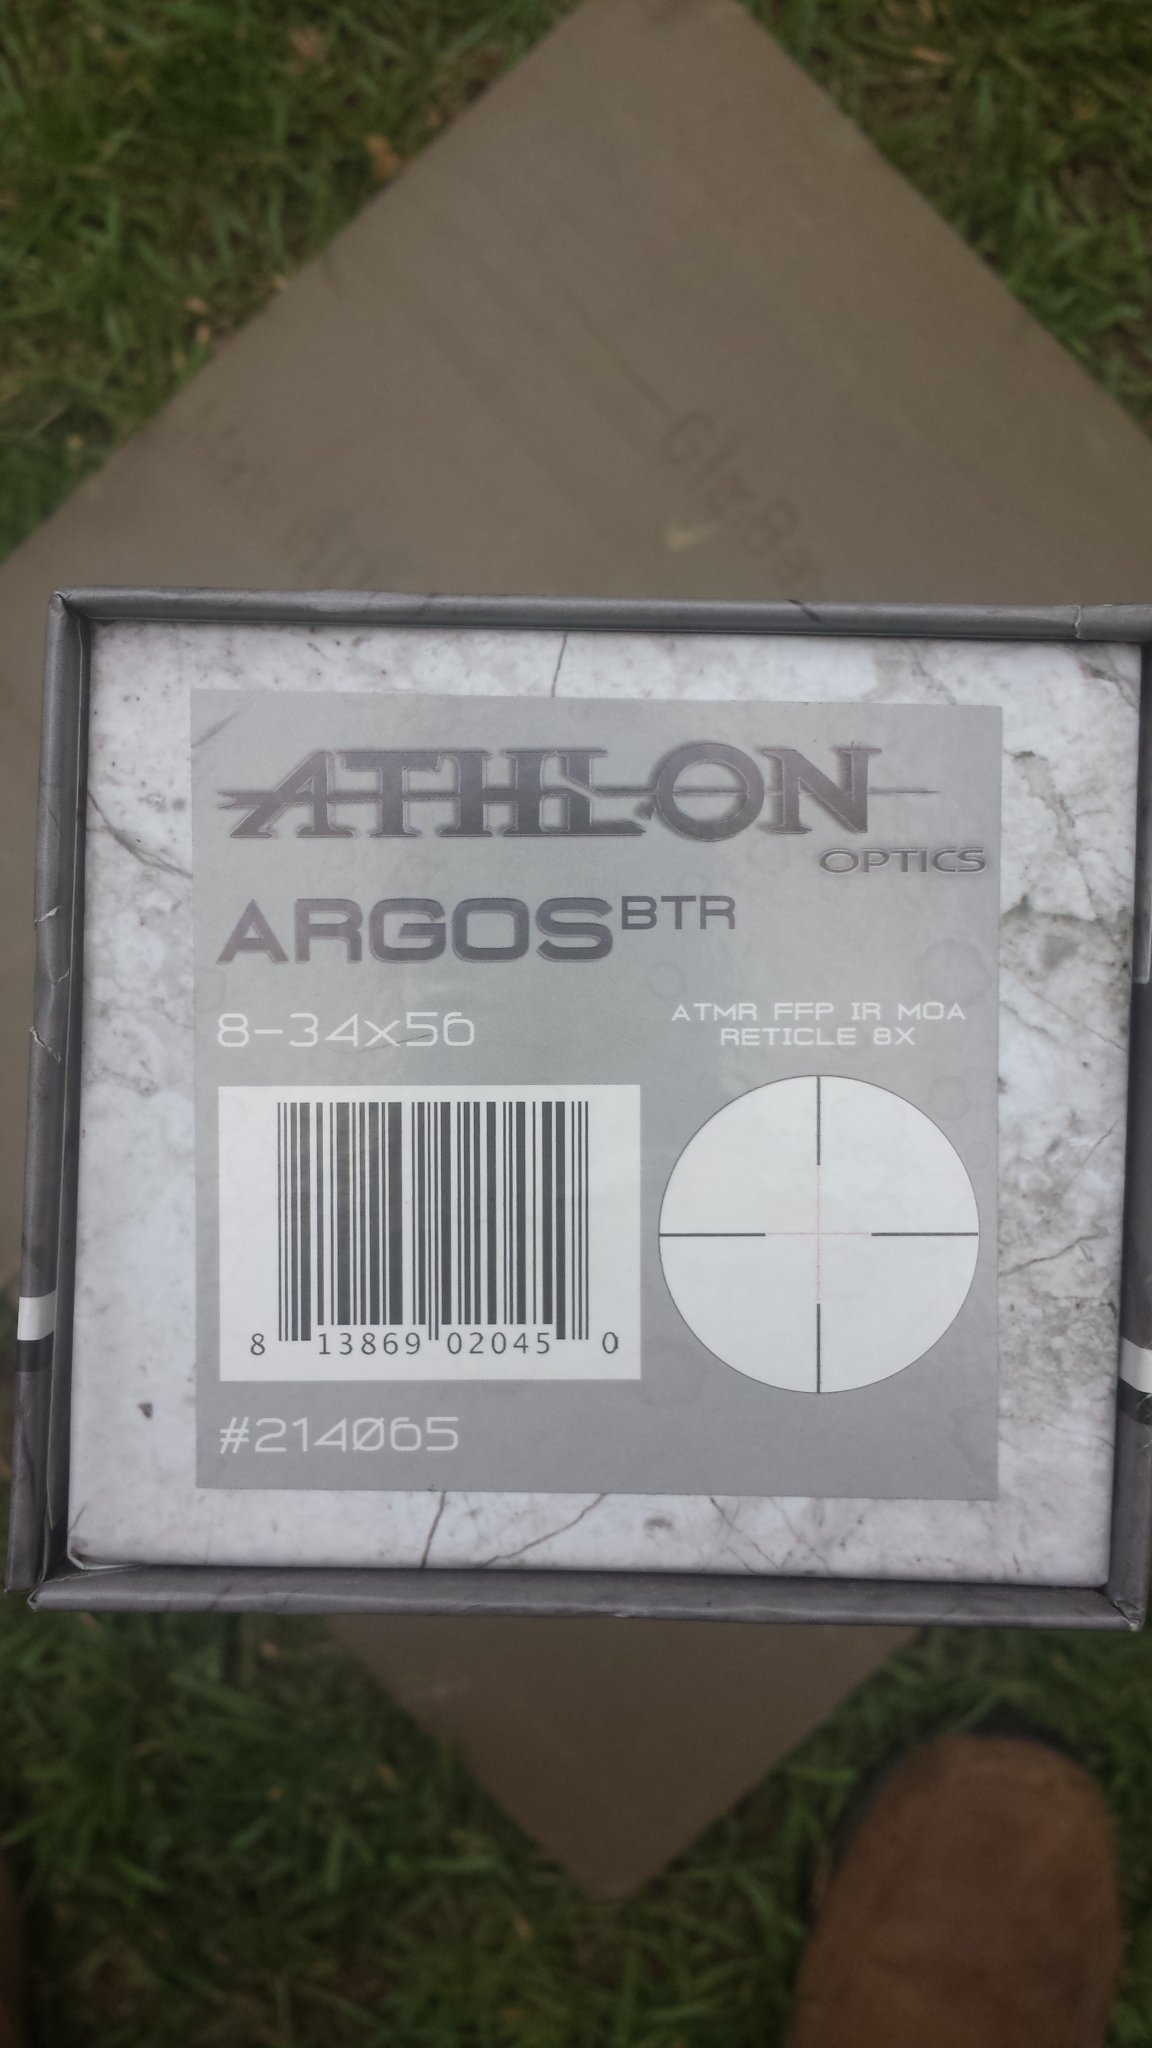 ATHLON
OPTICS
ARGOS BTR
8-34x56
ATMR FFP IR MOA
RETICLE 8X
8 13869 02045 0
#214065